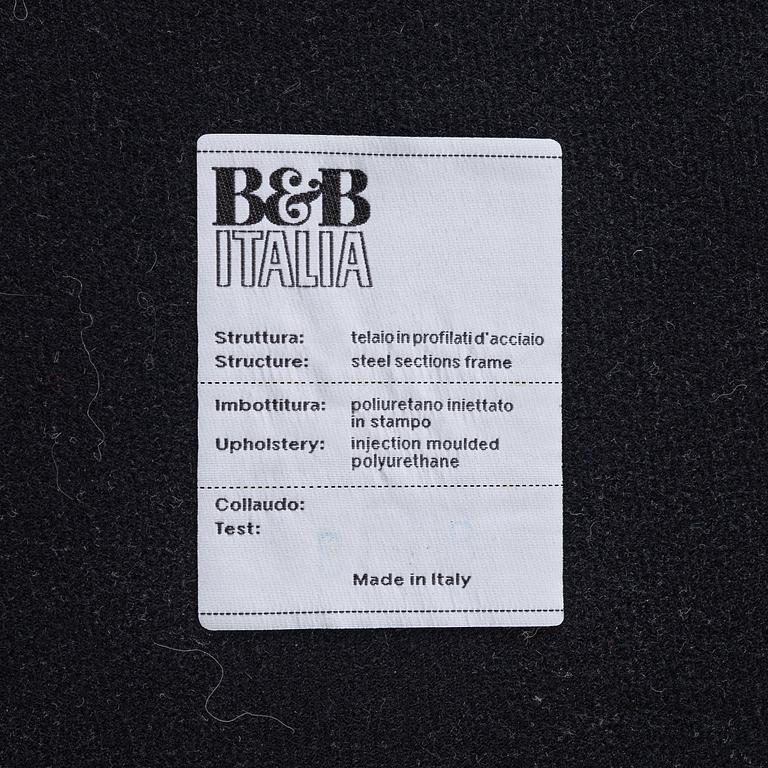 B&B
ITALIA
Struttura: telaio in profilati d'acciaio
Structure: steel sections frame
Imbottitura: poliuretano iniettato
in stampo
Upholstery: injection moulded
polyurethane
Collaudo:
Test:
Made in Italy